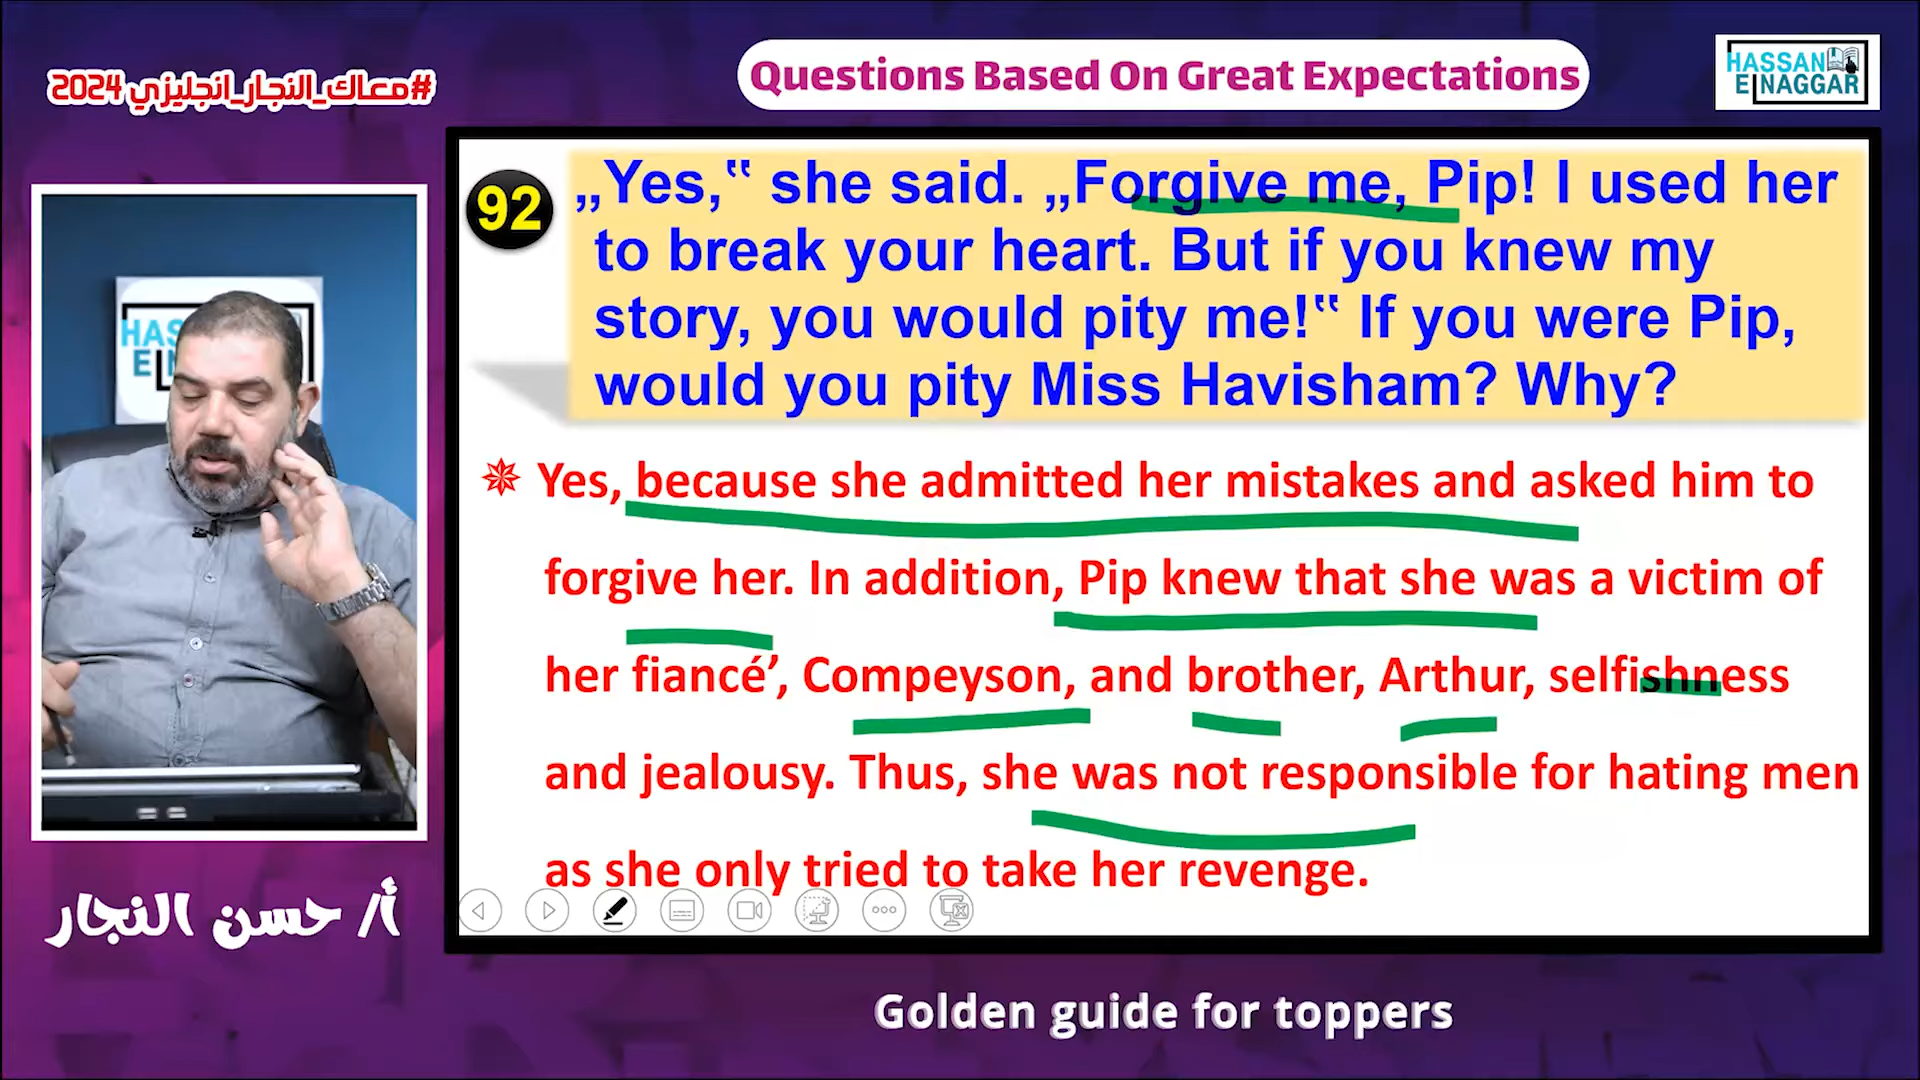 #معاك_النجار_انجليزي 2024
Questions Based On Great Expectations
HASSAN
ELNAGGAR
92
„Yes,‟ she said. „Forgive me, Pip! I used her
to break your heart. But if you knew my
story, you would pity me!‟ If you were Pip,
would you pity Miss Havisham? Why?
Yes, because she admitted her mistakes and asked him to
forgive her. In addition, Pip knew that she was a victim of
her fiancé’, Compeyson, and brother, Arthur, selfishness
and jealousy. Thus, she was not responsible for hating men
as she only tried to take her revenge.
HAS
EL
أ/ حسن النجار
Golden guide for toppers